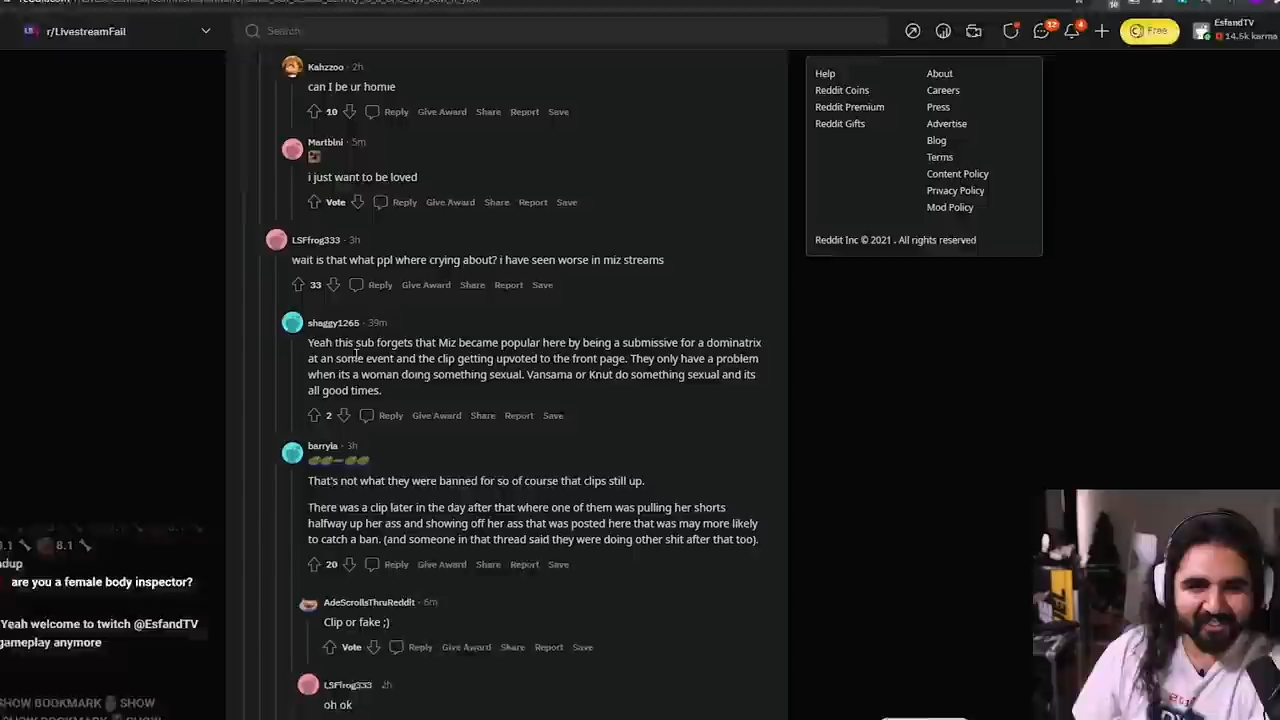 r/LivestreamFail
Search
12
4
Free
EsfandTV
14.5k karma
Kahzzoo · 2h
can I be ur homie
10 Reply Give Award Share Report Save
Martbini · 5m
i just want to be loved
Vote Reply Give Award Share Report Save
LSFfrog333 · 3h
wait is that what ppl where crying about? i have seen worse in miz streams
33 Reply Give Award Share Report Save
shaggy1265 · 39m
Yeah this sub forgets that Miz became popular here by being a submissive for a dominatrix
at an some event and the clip getting upvoted to the front page. They only have a problem
when its a woman doing something sexual. Vansama or Knut do something sexual and its
all good times.
2 Reply Give Award Share Report Save
barryla · 3h
That's not what they were banned for so of course that clips still up.
There was a clip later in the day after that where one of them was pulling her shorts
halfway up her ass and showing off her ass that was posted here that was may more likely
to catch a ban. (and someone in that thread said they were doing other shit after that too).
20 Reply Give Award Share Report Save
AdeScrollsThruReddit · 6m
Clip or fake ;)
Vote Reply Give Award Share Report Save
LSFfrog333 · 2h
oh ok
Help
About
Reddit Coins
Careers
Reddit Premium
Press
Reddit Gifts
Advertise
Blog
Terms
Content Policy
Privacy Policy
Mod Policy
Reddit Inc © 2021 . All rights reserved
8.1
are you a female body inspector?
Yeah welcome to twitch @EsfandTV
gameplay anymore
SHOW BOOKMARK SHOW